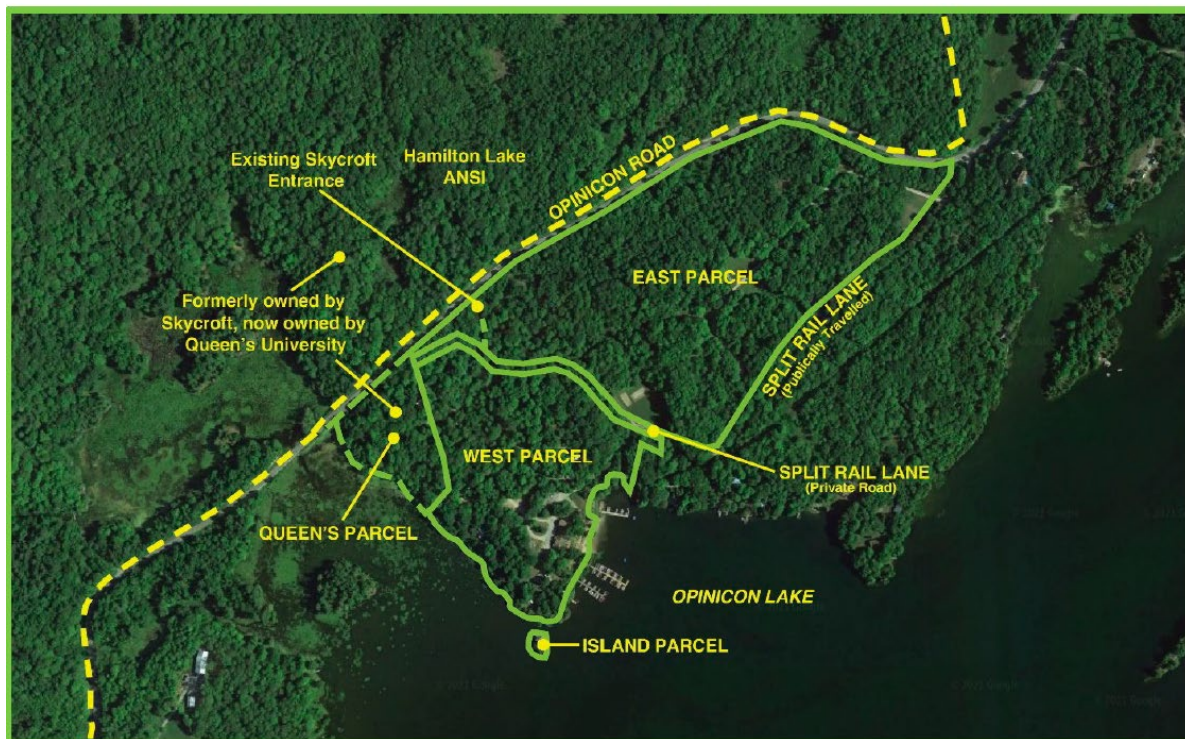 Existing Skycroft
Entrance
Hamilton Lake
ANSI
OPINICON ROAD
Formerly owned by
Skycroft, now owned by
Queen's University
EAST PARCEL
SPLIT RAIL LANE
(Publically Travelled)
WEST PARCEL
SPLIT RAIL LANE
(Private Road)
QUEEN'S PARCEL
OPINICON LAKE
ISLAND PARCEL